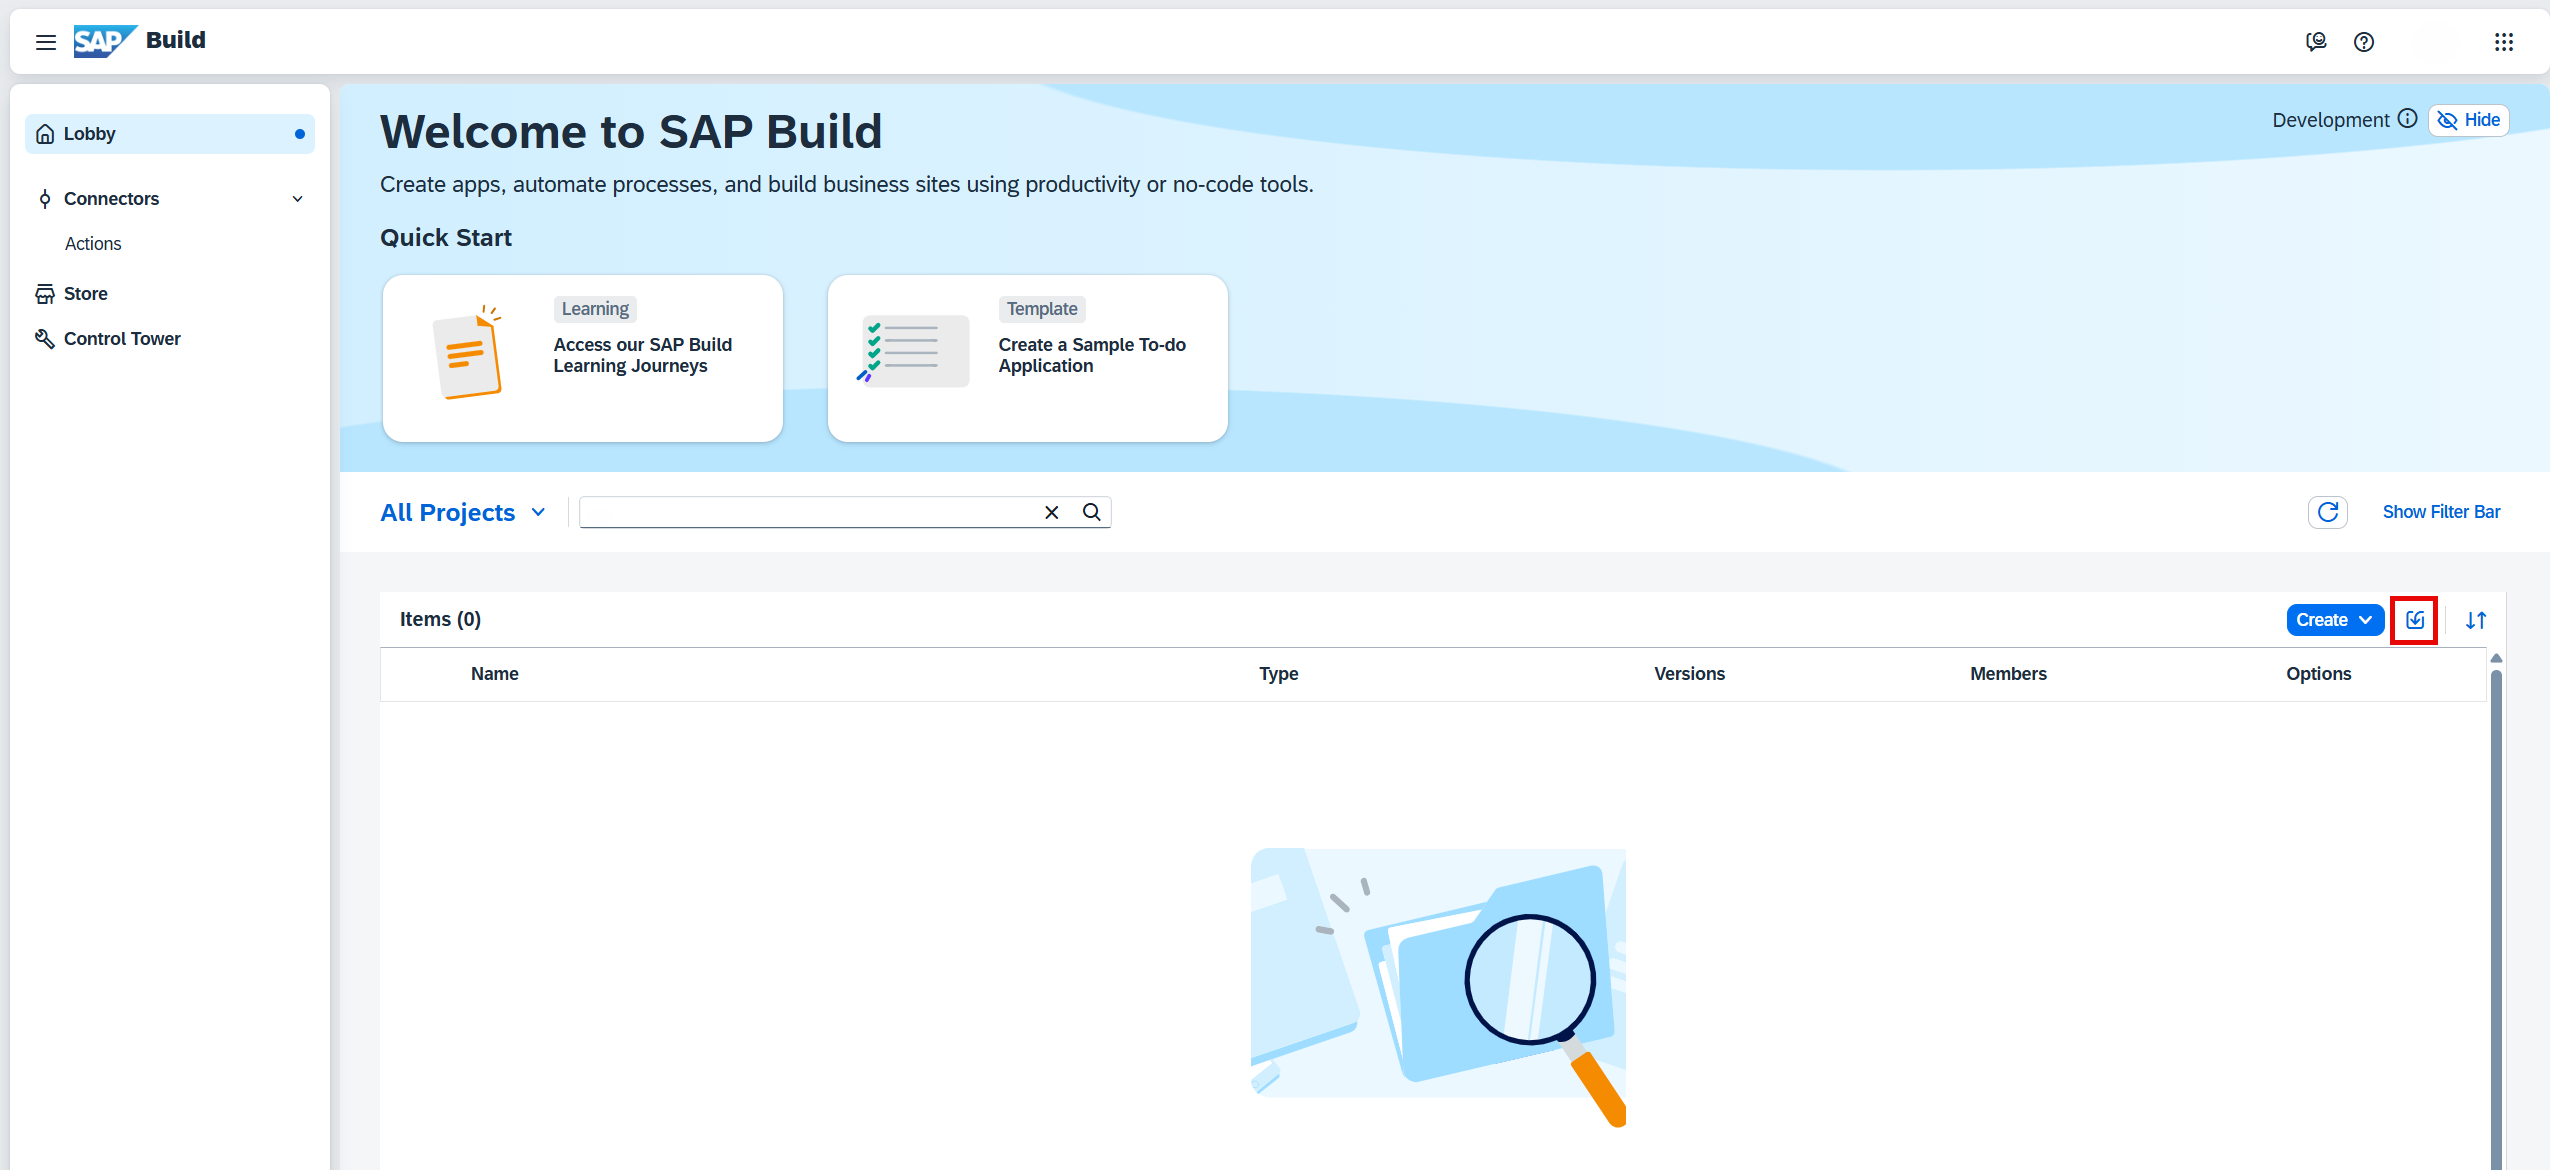 SAP Build
Lobby
Connectors
Actions
Store
Control Tower
Welcome to SAP Build
Development
Hide
Create apps, automate processes, and build business sites using productivity or no-code tools.
Quick Start
Learning
Access our SAP Build
Learning Journeys
Template
Create a Sample To-do
Application
All Projects
Show Filter Bar
Items (0)
Create
Name
Type
Versions
Members
Options